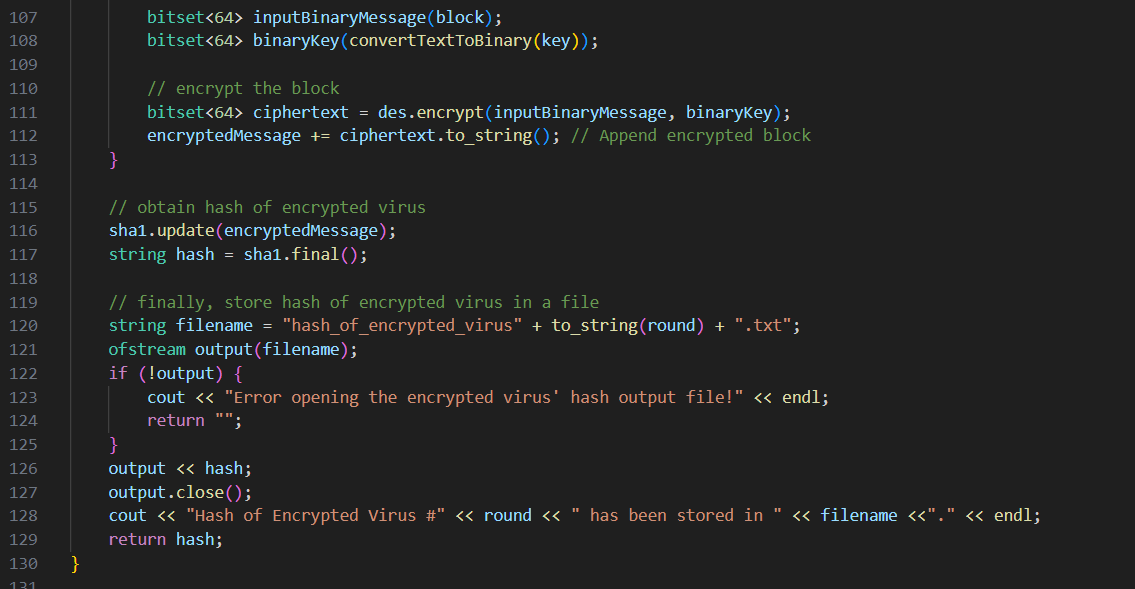 107 bitset<64> inputBinaryMessage(block);
108 bitset<64> binaryKey(convertTextToBinary(key));
109
110 // encrypt the block
111 bitset<64> ciphertext = des.encrypt(inputBinaryMessage, binaryKey);
112 encryptedMessage += ciphertext.to_string(); // Append encrypted block
113 }
114
115 // obtain hash of encrypted virus
116 sha1.update(encryptedMessage);
117 string hash = sha1.final();
118
119 // finally, store hash of encrypted virus in a file
120 string filename = "hash_of_encrypted_virus" + to_string(round) + ".txt";
121 ofstream output(filename);
122 if (!output) {
123 cout << "Error opening the encrypted virus' hash output file!" << endl;
124 return "";
125 }
126 output << hash;
127 output.close();
128 cout << "Hash of Encrypted Virus #" << round << " has been stored in " << filename <<"." << endl;
129 return hash;
130 }
131